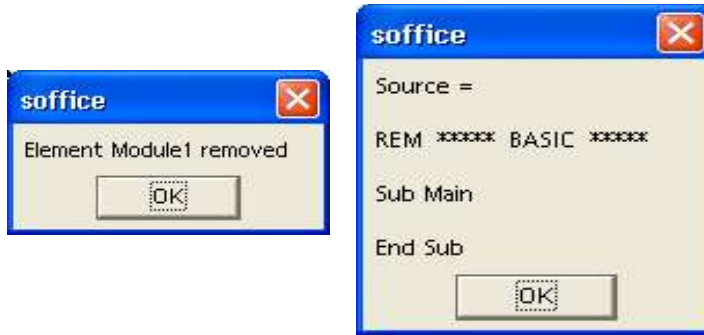 soffice
Element Module1 removed
OK
soffice
Source =
REM ***** BASIC *****
Sub Main
End Sub
OK